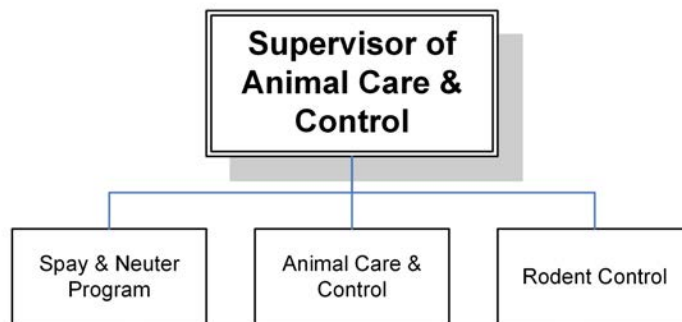 Supervisor of
Animal Care &
Control
Spay & Neuter
Program
Animal Care &
Control
Rodent Control